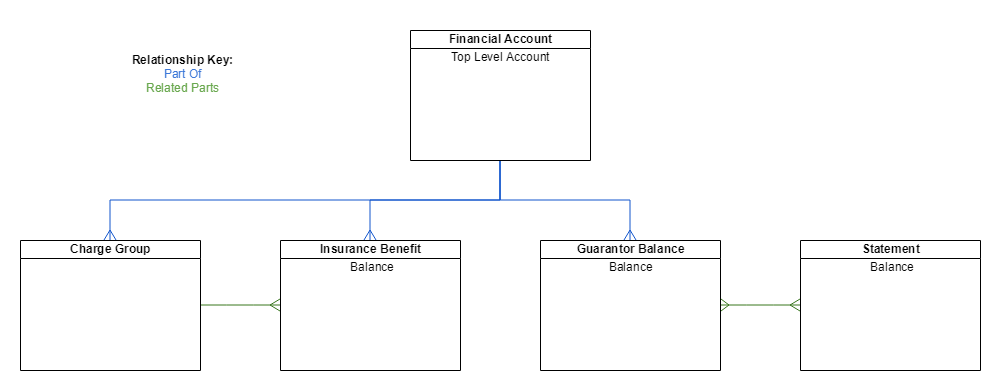 Financial Account
Top Level Account
Relationship Key:
Part Of
Related Parts
Charge Group
Insurance Benefit
Balance
Guarantor Balance
Balance
Statement
Balance